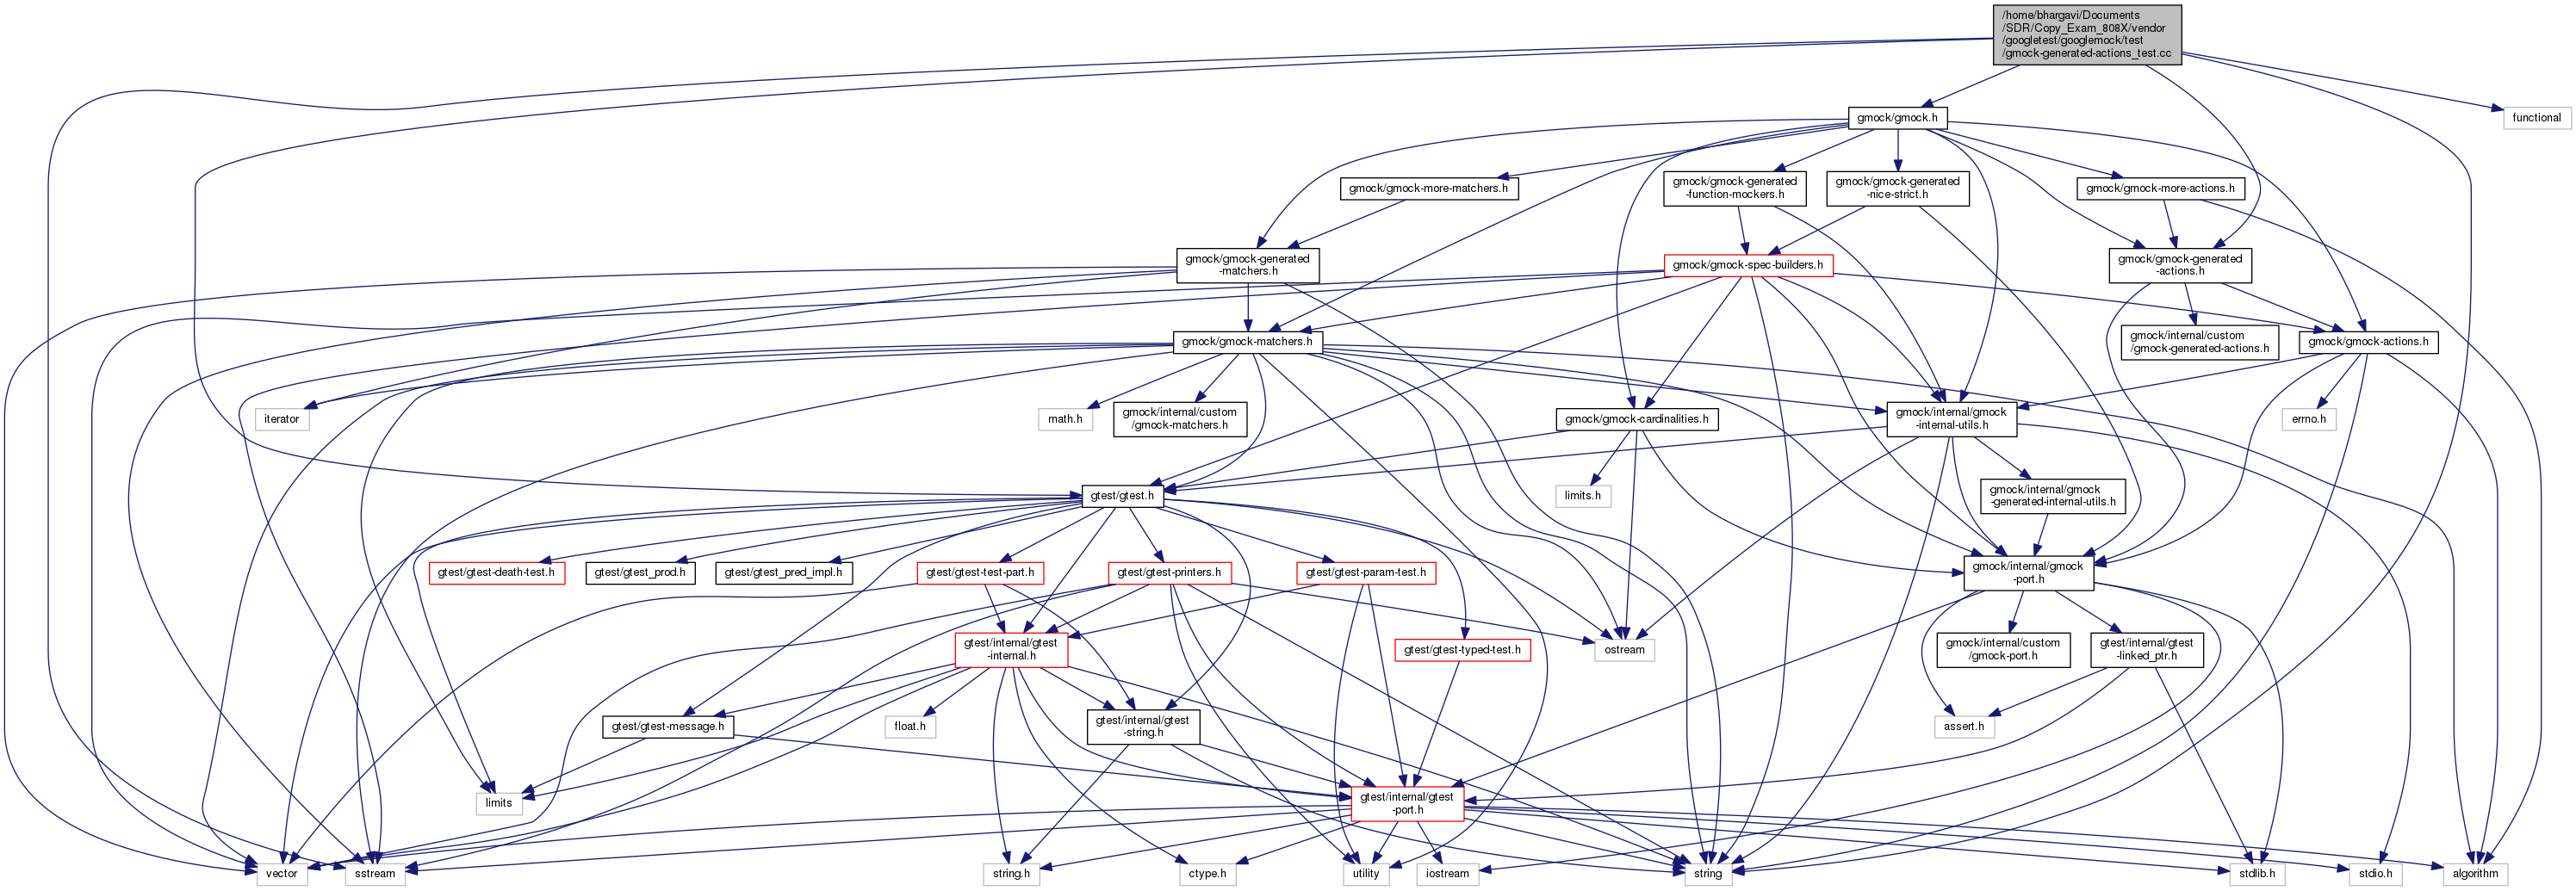 /home/bhargavi/Documents
/SDR/Copy_Exam_808X/vendor
/googletest/googlemock/test
/gmock-generated-actions_test.cc
gmock/gmock.h
functional
gmock/gmock-more-matchers.h
gmock/gmock-generated
-function-mockers.h
gmock/gmock-generated
-nice-strict.h
gmock/gmock-more-actions.h
gmock/gmock-generated
-matchers.h
gmock/gmock-spec-builders.h
gmock/gmock-generated
-actions.h
gmock/gmock-matchers.h
gmock/internal/custom
/gmock-generated-actions.h
gmock/gmock-actions.h
iterator
math.h
gmock/internal/custom
/gmock-matchers.h
gmock/gmock-cardinalities.h
gmock/internal/gmock
-internal-utils.h
errno.h
gtest/gtest.h
limits.h
gmock/internal/gmock
-generated-internal-utils.h
gtest/gtest-death-test.h
gtest/gtest_prod.h
gtest/gtest_pred_impl.h
gtest/gtest-test-part.h
gtest/gtest-printers.h
gtest/gtest-param-test.h
gmock/internal/gmock
-port.h
gtest/internal/gtest
-internal.h
gtest/gtest-typed-test.h
ostream
gmock/internal/custom
/gmock-port.h
gtest/internal/gtest
-linked_ptr.h
gtest/gtest-message.h
float.h
gtest/internal/gtest
-string.h
assert.h
limits
gtest/internal/gtest
-port.h
vector
sstream
string.h
ctype.h
utility
iostream
string
stdlib.h
stdio.h
algorithm